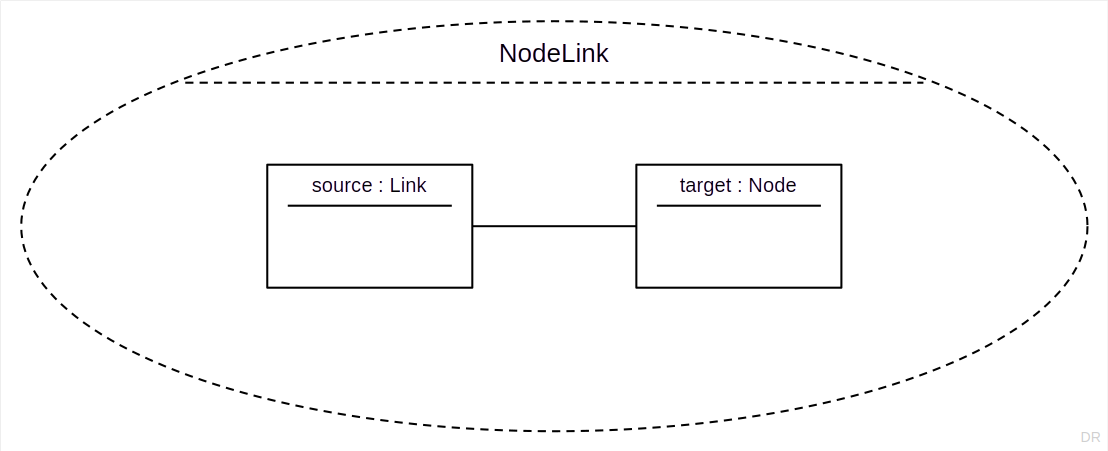 NodeLink
source : Link
target : Node
DR